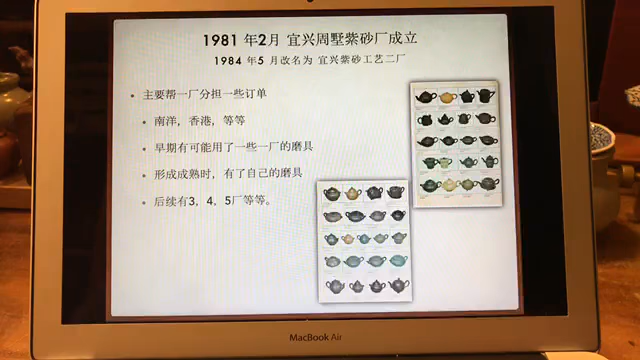 1981 年2月 宜兴周墅紫砂厂成立
1984 年5 月改名为 宜兴紫砂工艺二厂
• 主要帮一厂分担一些订单
• 南洋，香港，等等
• 早期有可能用了一些一厂的磨具
• 形成成熟时，有了自己的磨具
• 后续有3，4，5厂等等。
MacBook Air